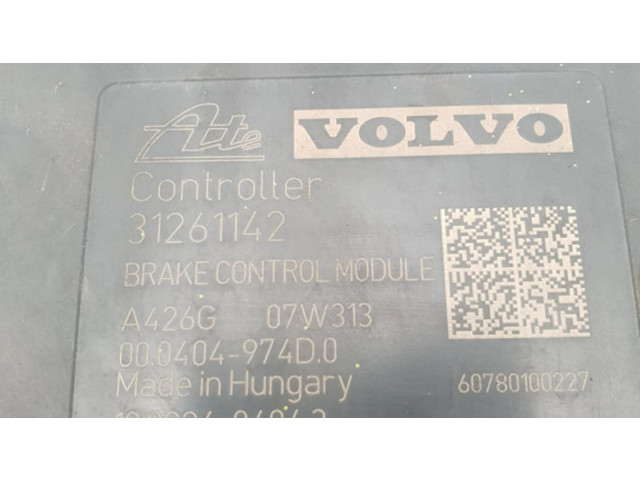 Ate VOLVO
Controller
31261142
BRAKE CONTROL MODULE
A426G 07W313
00.0404-974D.0
Made in Hungary 60780100227